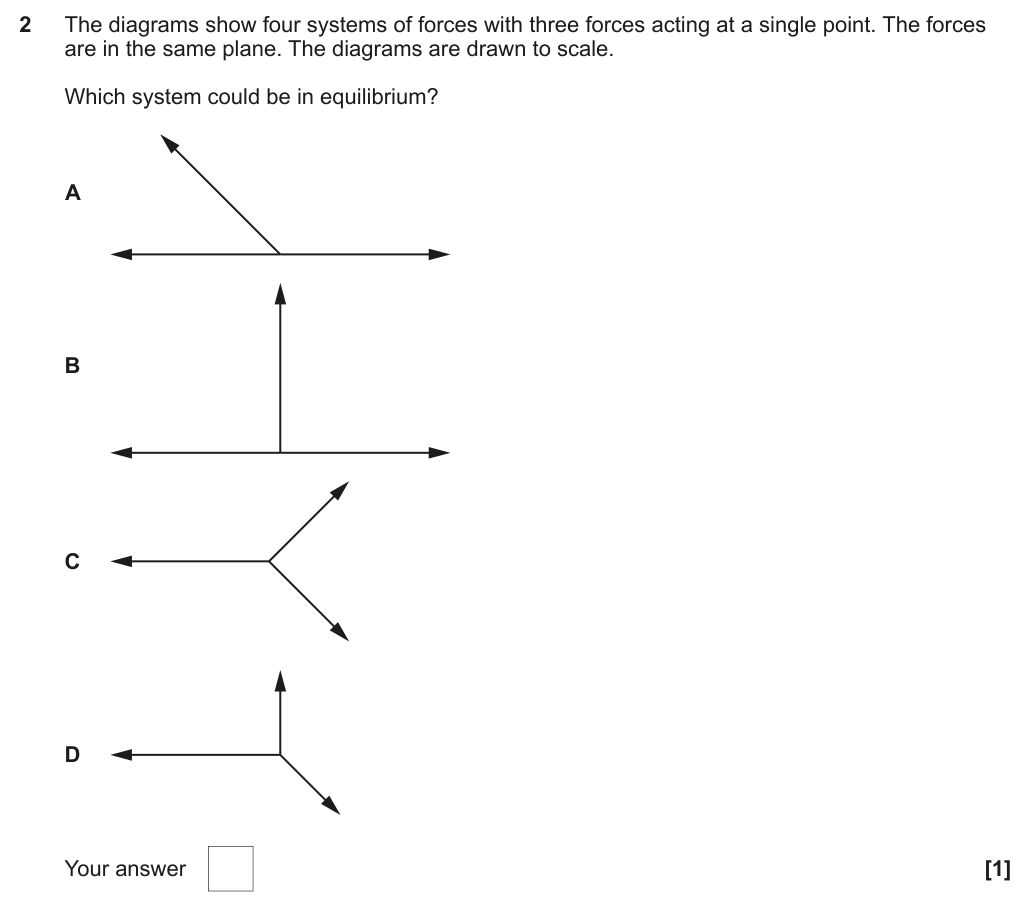 2 The diagrams show four systems of forces with three forces acting at a single point. The forces
are in the same plane. The diagrams are drawn to scale.
Which system could be in equilibrium?
A
B
C
D
Your answer [1]